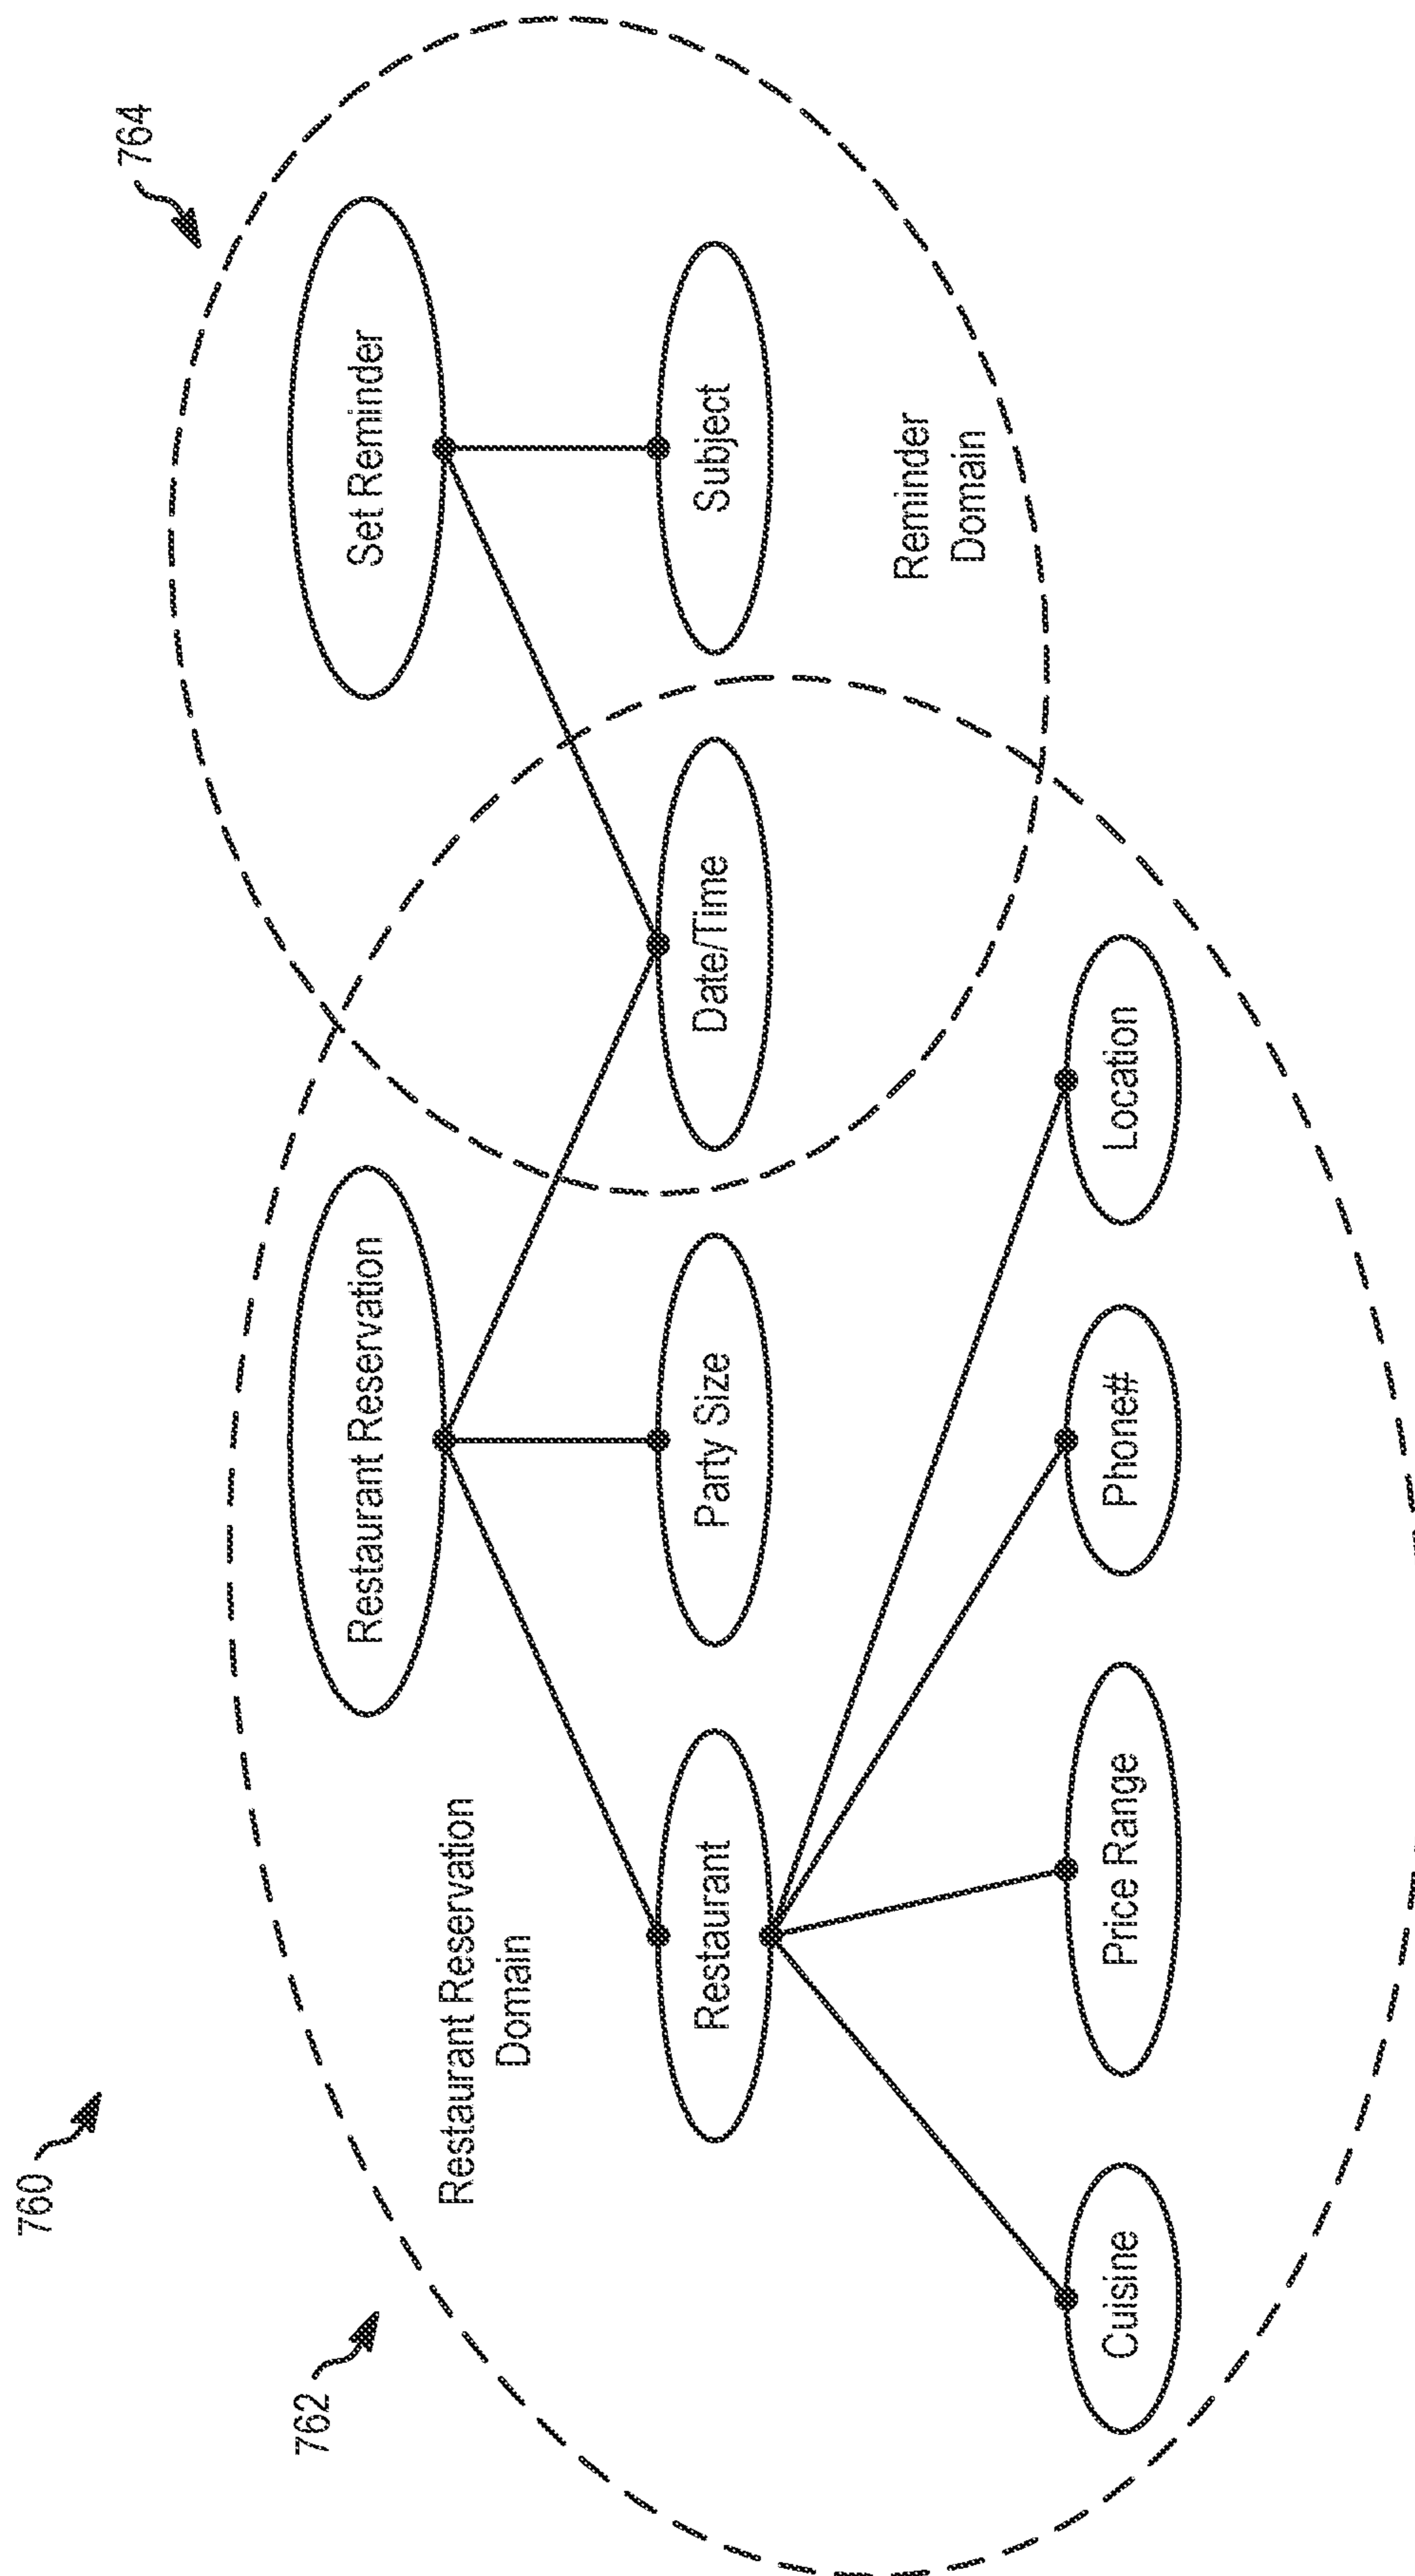 760
762
764
Restaurant Reservation
Domain
Restaurant Reservation
Set Reminder
Restaurant
Party Size
Date/Time
Subject
Reminder
Domain
Cuisine
Price Range
Phone#
Location